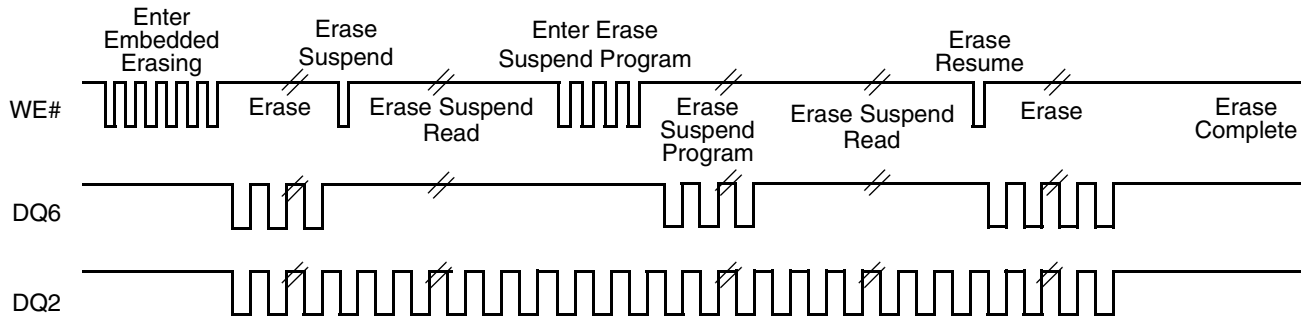 Enter
Embedded
Erasing
Erase
Suspend
Enter Erase
Suspend Program
Erase
Resume
WE#
Erase
Erase Suspend
Read
Erase
Suspend
Program
Erase Suspend
Read
Erase
Erase
Complete
DQ6
DQ2